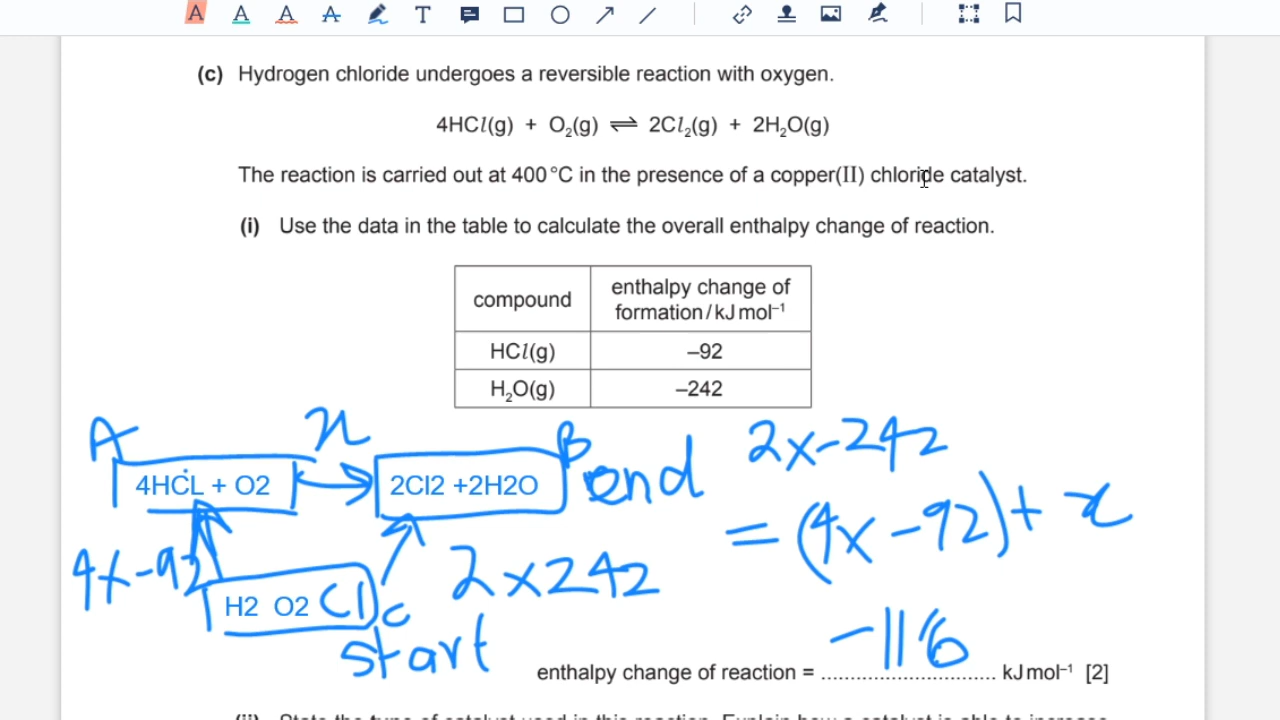 (c) Hydrogen chloride undergoes a reversible reaction with oxygen.
4HCl(g) + O₂(g) ⇌ 2Cl₂(g) + 2H₂O(g)
The reaction is carried out at 400°C in the presence of a copper(II) chloride catalyst.
(i) Use the data in the table to calculate the overall enthalpy change of reaction.
compound enthalpy change of formation/kJ mol⁻¹
HCl(g) –92
H₂O(g) –242
A x B end 2x-242
4HCL + O2 2Cl2 +2H2O
= (4x-92)+x
4x-92 2x242
H2 O2 Cl C
start
-116
enthalpy change of reaction = .............................. kJ mol⁻¹ [2]